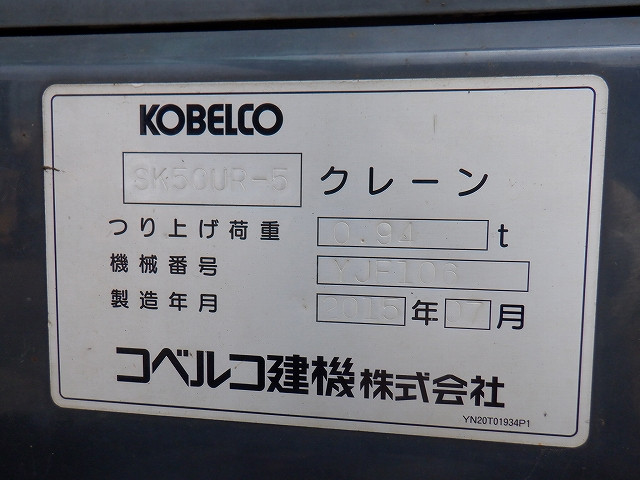 KOBELCO
SK50UR-5 クレーン
つり上げ荷重 0.94 t
機械番号
製造年月 2015 年 07 月
コベルコ建機株式会社
YN20T01934P1